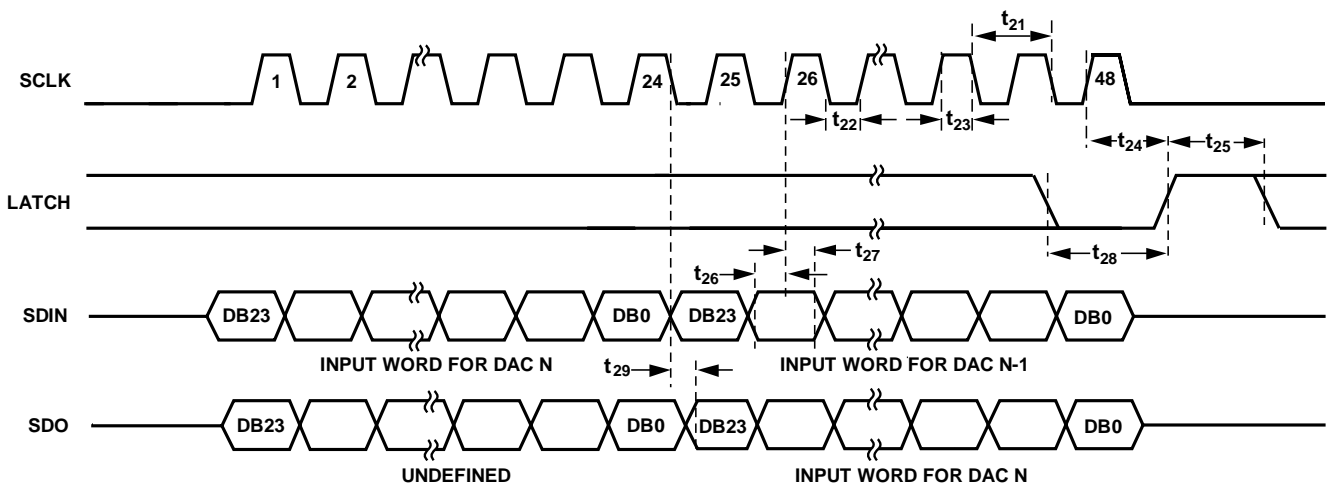 t21
SCLK
1
2
24
25
26
48
t22
t23
t24
t25
LATCH
t28
t27
t26
SDIN
DB23
DB0
DB23
DB0
INPUT WORD FOR DAC N
INPUT WORD FOR DAC N-1
t29
SDO
DB23
DB0
DB23
DB0
UNDEFINED
INPUT WORD FOR DAC N